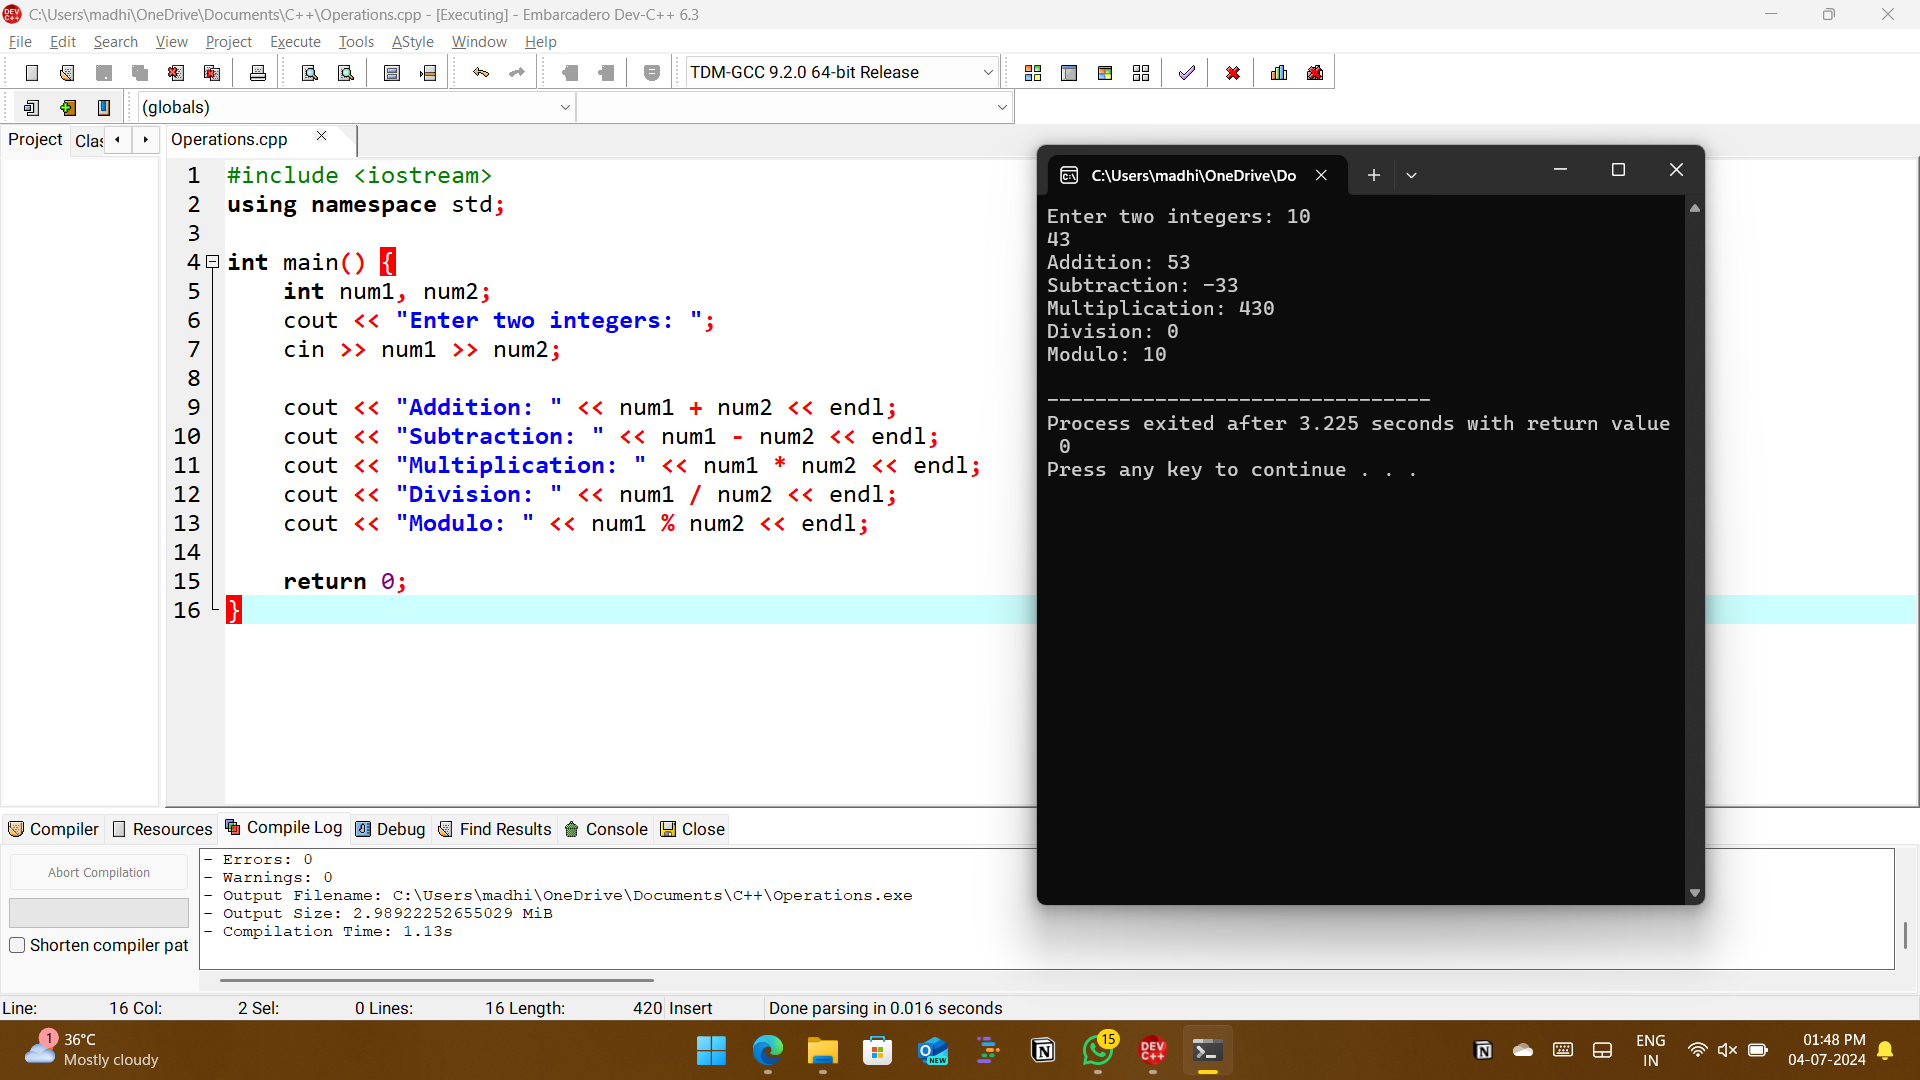 C:\Users\madhi\OneDrive\Documents\C++\Operations.cpp - [Executing] - Embarcadero Dev-C++ 6.3
File Edit Search View Project Execute Tools AStyle Window Help
TDM-GCC 9.2.0 64-bit Release
(globals)
Project Clas Operations.cpp
1 #include <iostream>
2 using namespace std;
3
4 int main() {
5 int num1, num2;
6 cout << "Enter two integers: ";
7 cin >> num1 >> num2;
8
9 cout << "Addition: " << num1 + num2 << endl;
10 cout << "Subtraction: " << num1 - num2 << endl;
11 cout << "Multiplication: " << num1 * num2 << endl;
12 cout << "Division: " << num1 / num2 << endl;
13 cout << "Modulo: " << num1 % num2 << endl;
14
15 return 0;
16 }
C:\Users\madhi\OneDrive\Do
Enter two integers: 10
43
Addition: 53
Subtraction: -33
Multiplication: 430
Division: 0
Modulo: 10
--------------------------------
Process exited after 3.225 seconds with return value
0
Press any key to continue . . .
Compiler Resources Compile Log Debug Find Results Console Close
Abort Compilation
Shorten compiler pat
- Errors: 0
- Warnings: 0
- Output Filename: C:\Users\madhi\OneDrive\Documents\C++\Operations.exe
- Output Size: 2.98922252655029 MiB
- Compilation Time: 1.13s
Line: 16 Col: 2 Sel: 0 Lines: 16 Length: 420 Insert Done parsing in 0.016 seconds
1
36°C
Mostly cloudy
NEW
15
DEV C++
ENG
IN
01:48 PM
04-07-2024